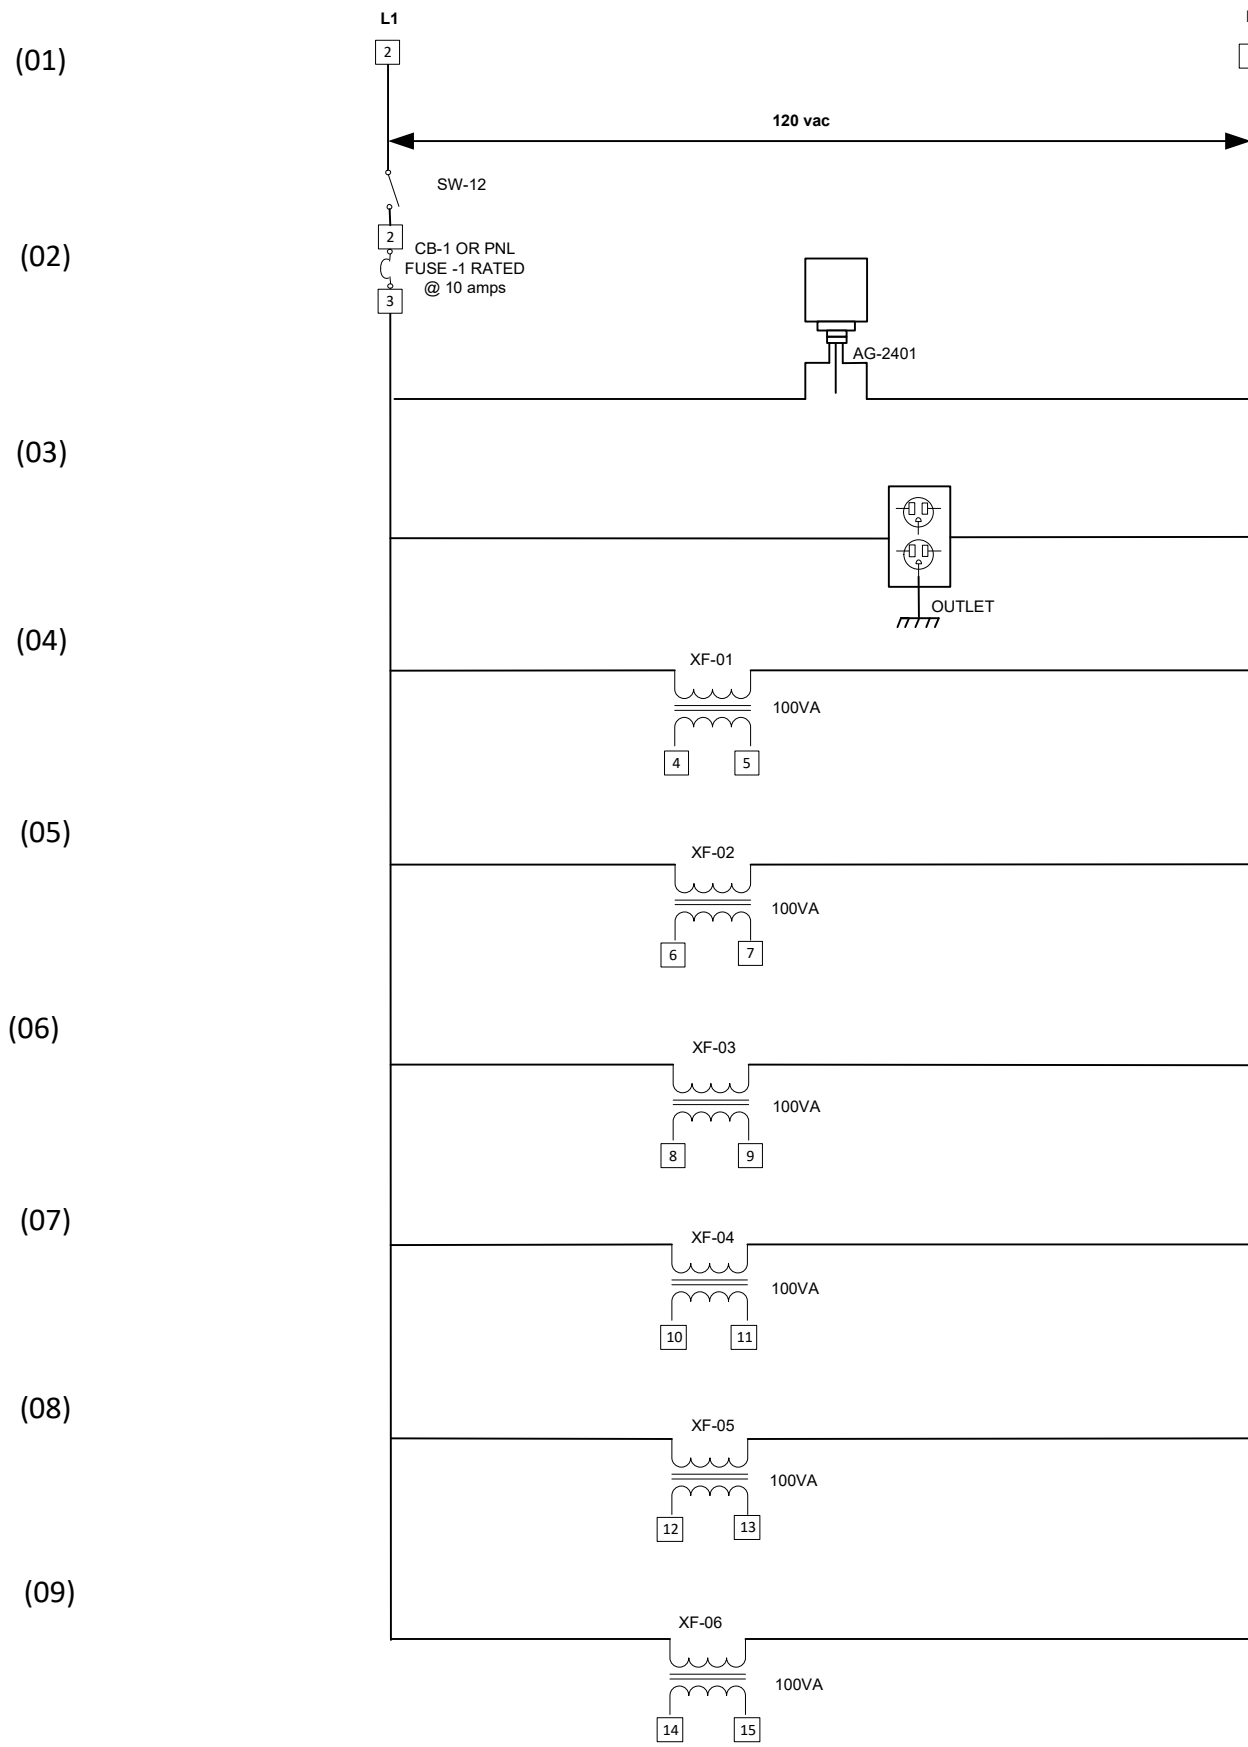 L1
(01)
2
120 vac
SW-12
2
(02)
CB-1 OR PNL
FUSE -1 RATED
@ 10 amps
3
AG-2401
(03)
OUTLET
(04)
XF-01
100VA
4
5
(05)
XF-02
100VA
6
7
(06)
XF-03
100VA
8
9
(07)
XF-04
100VA
10
11
(08)
XF-05
100VA
12
13
(09)
XF-06
100VA
14
15